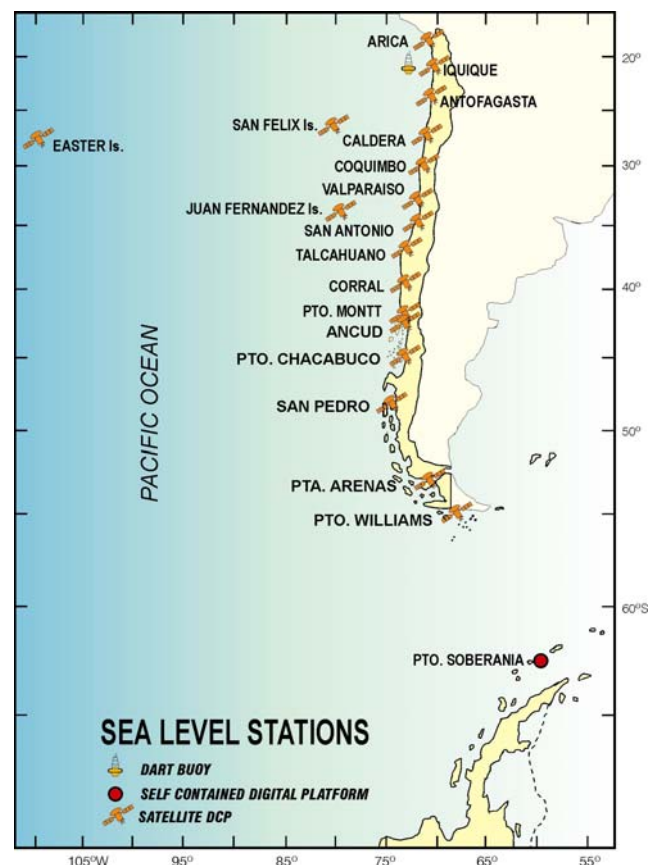 ARICA
20°
IQUIQUE
ANTOFAGASTA
SAN FELIX Is.
EASTER Is.
CALDERA
COQUIMBO
30°
VALPARAISO
JUAN FERNANDEZ Is.
SAN ANTONIO
TALCAHUANO
CORRAL
40°
PTO. MONTT
ANCUD
PTO. CHACABUCO
PACIFIC OCEAN
SAN PEDRO
50°
PTA. ARENAS
PTO. WILLIAMS
60°S
PTO. SOBERANIA
SEA LEVEL STATIONS
DART BUOY
SELF CONTAINED DIGITAL PLATFORM
SATELLITE DCP
105°W 95° 85° 75° 65° 55°